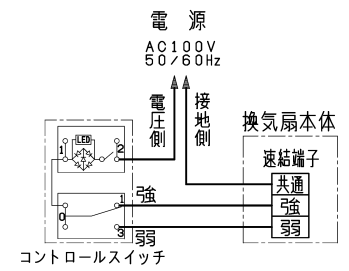 電 源
AC100V
50/60Hz
電圧側
接地側
換気扇本体
速結端子
共通
強
弱
LED
1
2
強
1
0
3
弱
コントロールスイッチ